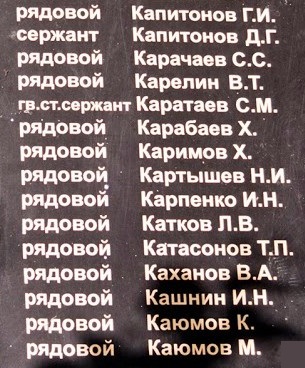 рядовой Капитонов Г.И.
сержант Капитонов Д.Г.
рядовой Карачаев С.С.
рядовой Карелин В.Т.
гв.ст.сержант Каратаев С.М.
рядовой Карабаев Х.
рядовой Каримов Х.
рядовой Картышев Н.И.
рядовой Карпенко И.Н.
рядовой Катков Л.В.
рядовой Катасонов Т.П.
рядовой Каханов В.А.
рядовой Кашнин И.Н.
рядовой Каюмов К.
рядовой Каюмов М.